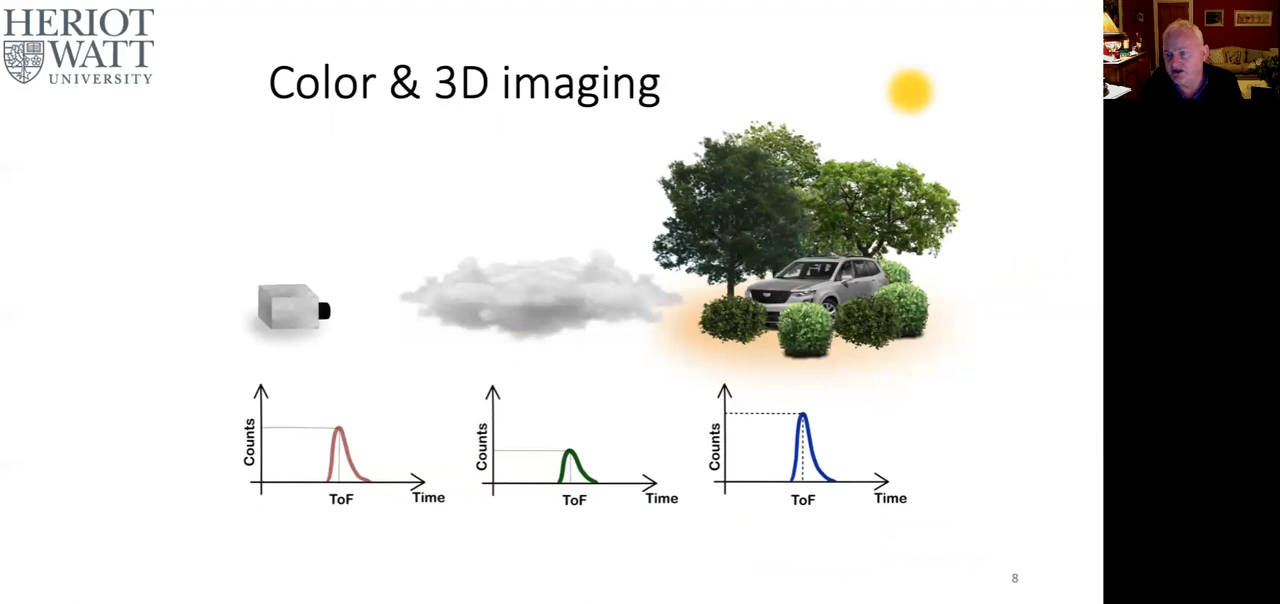 HERIOT
WATT
UNIVERSITY
Color & 3D imaging
Counts
ToF
Time
Counts
ToF
Time
Counts
ToF
Time
8